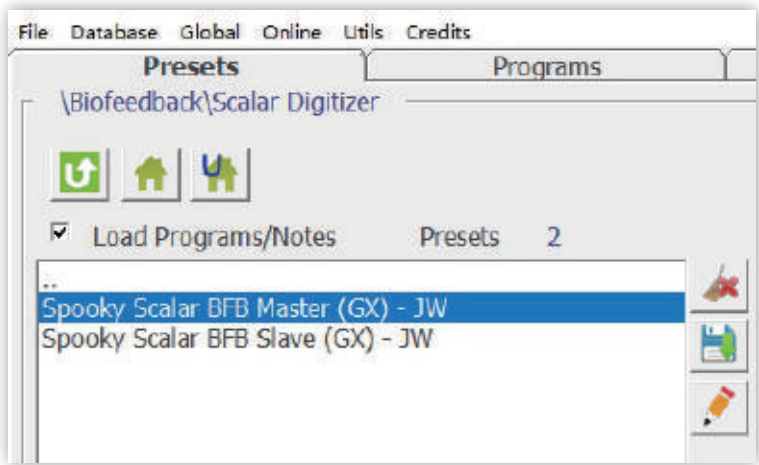 File Database Global Online Utils Credits
Presets Programs
\Biofeedback\Scalar Digitizer
U
Load Programs/Notes Presets 2
..
Spooky Scalar BFB Master (GX) - JW
Spooky Scalar BFB Slave (GX) - JW